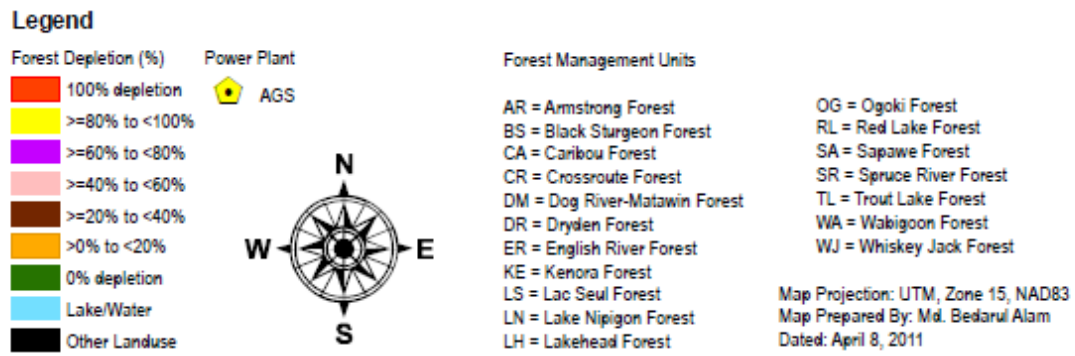 Legend
Forest Depletion (%)
100% depletion
>=80% to <100%
>=60% to <80%
>=40% to <60%
>=20% to <40%
>0% to <20%
0% depletion
Lake/Water
Other Landuse
Power Plant
AGS
N
W
E
S
Forest Management Units
AR = Armstrong Forest
BS = Black Sturgeon Forest
CA = Caribou Forest
CR = Crossroute Forest
DM = Dog River-Matawin Forest
DR = Dryden Forest
ER = English River Forest
KE = Kenora Forest
LS = Lac Seul Forest
LN = Lake Nipigon Forest
LH = Lakehead Forest
OG = Ogoki Forest
RL = Red Lake Forest
SA = Sapawe Forest
SR = Spruce River Forest
TL = Trout Lake Forest
WA = Wabigoon Forest
WJ = Whiskey Jack Forest
Map Projection: UTM, Zone 15, NAD83
Map Prepared By: Md. Bedarul Alam
Dated: April 8, 2011